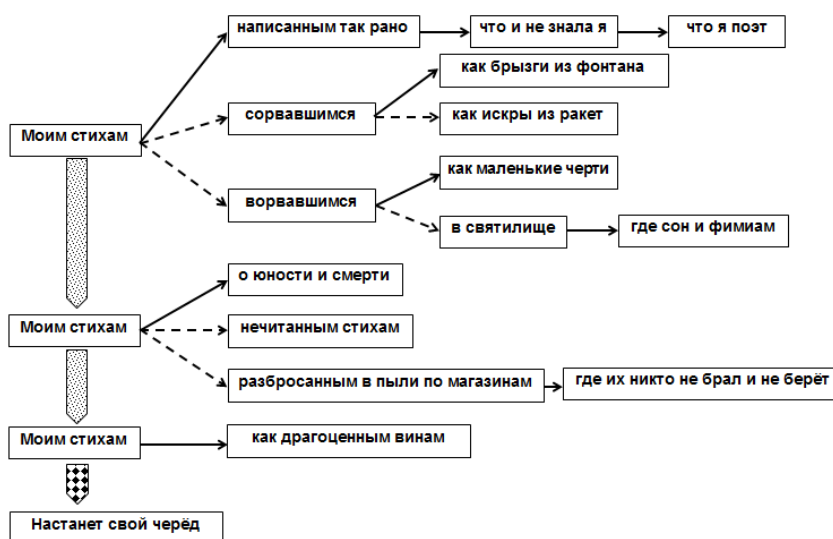 написанным так рано
что и не знала я
что я поэт
как брызги из фонтана
сорвавшимся
как искры из ракет
Моим стихам
как маленькие черти
ворвавшимся
в святилище
где сон и фимиам
о юности и смерти
Моим стихам
нечитанным стихам
разбросанным в пыли по магазинам
где их никто не брал и не берёт
Моим стихам
как драгоценным винам
Настанет свой черёд